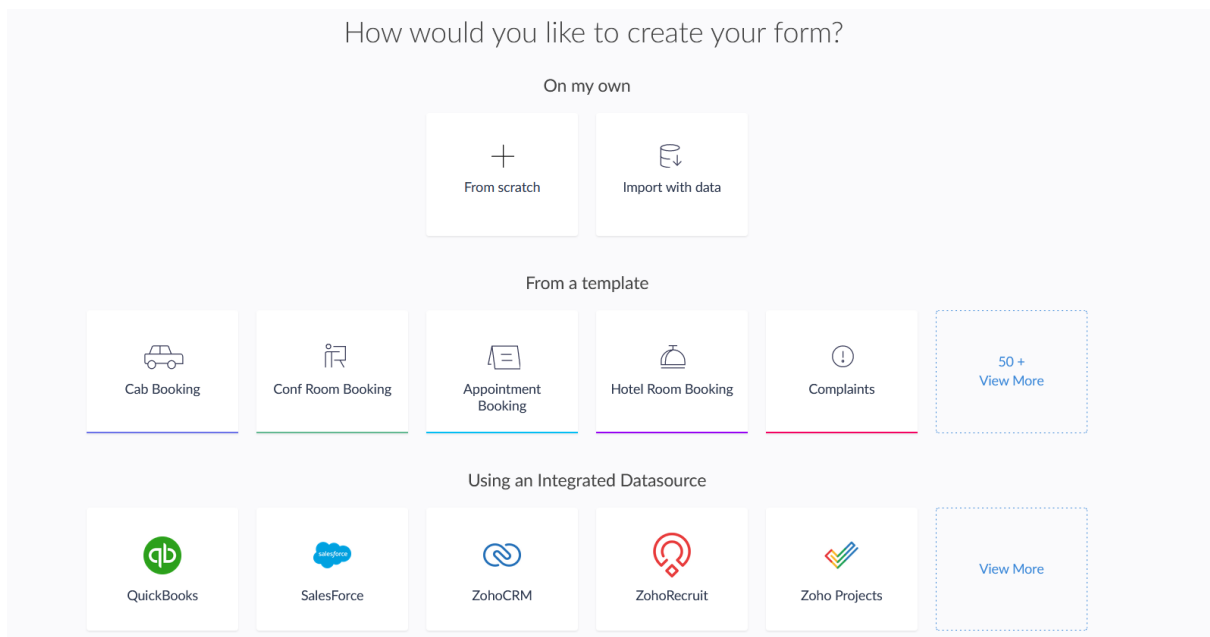 How would you like to create your form?
On my own
From scratch
Import with data
From a template
Cab Booking
Conf Room Booking
Appointment
Booking
Hotel Room Booking
Complaints
50 +
View More
Using an Integrated Datasource
qb
QuickBooks
salesforce
SalesForce
ZohoCRM
ZohoRecruit
Zoho Projects
View More